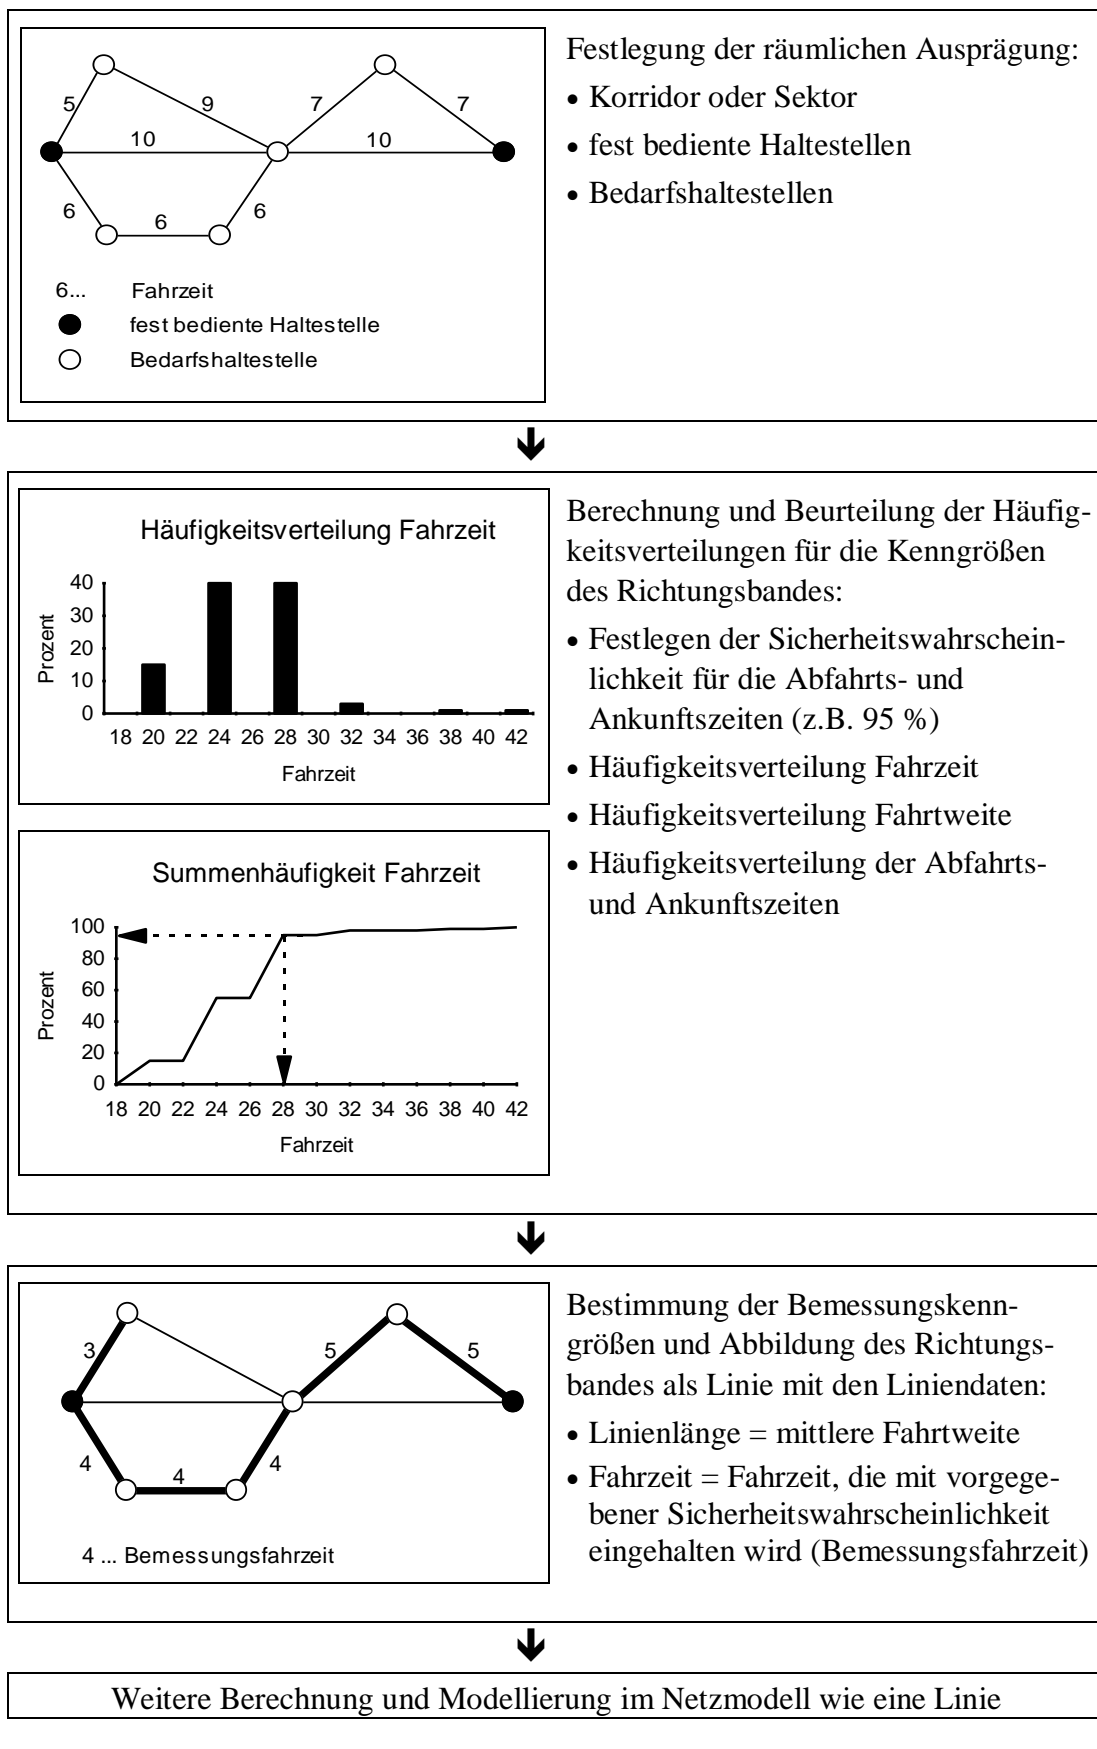 5
9
7
7
10
10
6
6
6
6... Fahrzeit
fest bediente Haltestelle
Bedarfshaltestelle
Festlegung der räumlichen Ausprägung:
• Korridor oder Sektor
• fest bediente Haltestellen
• Bedarfshaltestellen
Häufigkeitsverteilung Fahrzeit
Prozent
40
30
20
10
0
18 20 22 24 26 28 30 32 34 36 38 40 42
Fahrzeit
Summenhäufigkeit Fahrzeit
Prozent
100
80
60
40
20
0
18 20 22 24 26 28 30 32 34 36 38 40 42
Fahrzeit
Berechnung und Beurteilung der Häufig-
keitsverteilungen für die Kenngrößen
des Richtungsbandes:
• Festlegen der Sicherheitswahrschein-
lichkeit für die Abfahrts- und
Ankunftszeiten (z.B. 95 %)
• Häufigkeitsverteilung Fahrzeit
• Häufigkeitsverteilung Fahrtweite
• Häufigkeitsverteilung der Abfahrts-
und Ankunftszeiten
3
5
5
4
4
4
4 ... Bemessungsfahrzeit
Bestimmung der Bemessungskenn-
größen und Abbildung des Richtungs-
bandes als Linie mit den Liniendaten:
• Linienlänge = mittlere Fahrtweite
• Fahrzeit = Fahrzeit, die mit vorgege-
bener Sicherheitswahrscheinlichkeit
eingehalten wird (Bemessungsfahrzeit)
Weitere Berechnung und Modellierung im Netzmodell wie eine Linie